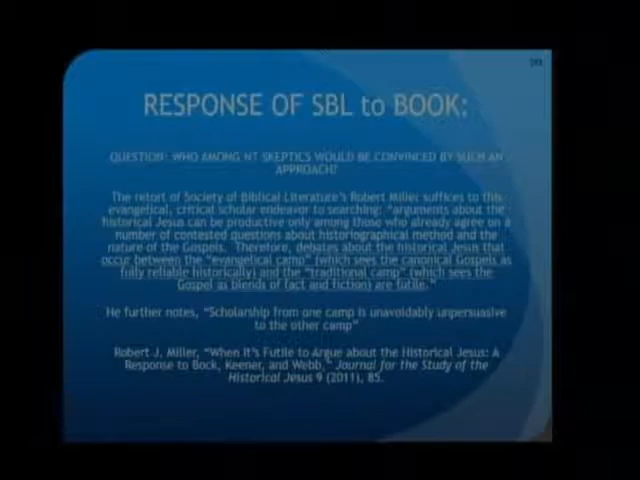 RESPONSE OF SBL to BOOK:
QUESTION: WHO AMONG NT SKEPTICS WOULD BE CONVINCED BY SUCH AN
APPROACH?
The retort of Society of Biblical Literature's Robert Miller suffices to this
evangelical, critical scholar endeavor to searching: "arguments about the
historical Jesus can be productive only among those who already agree on a
number of contested questions about historiographical method and the
nature of the Gospels. Therefore, debates about the historical Jesus that
occur between the "evangelical camp" (which sees the canonical Gospels as
fully reliable historically) and the "traditional camp" (which sees the
Gospel as blends of fact and fiction) are futile."
He further notes, "Scholarship from one camp is unavoidably unpersuasive
to the other camp"
Robert J. Miller, "When It's Futile to Argue about the Historical Jesus: A
Response to Bock, Keener, and Webb," Journal for the Study of the
Historical Jesus 9 (2011), 85.